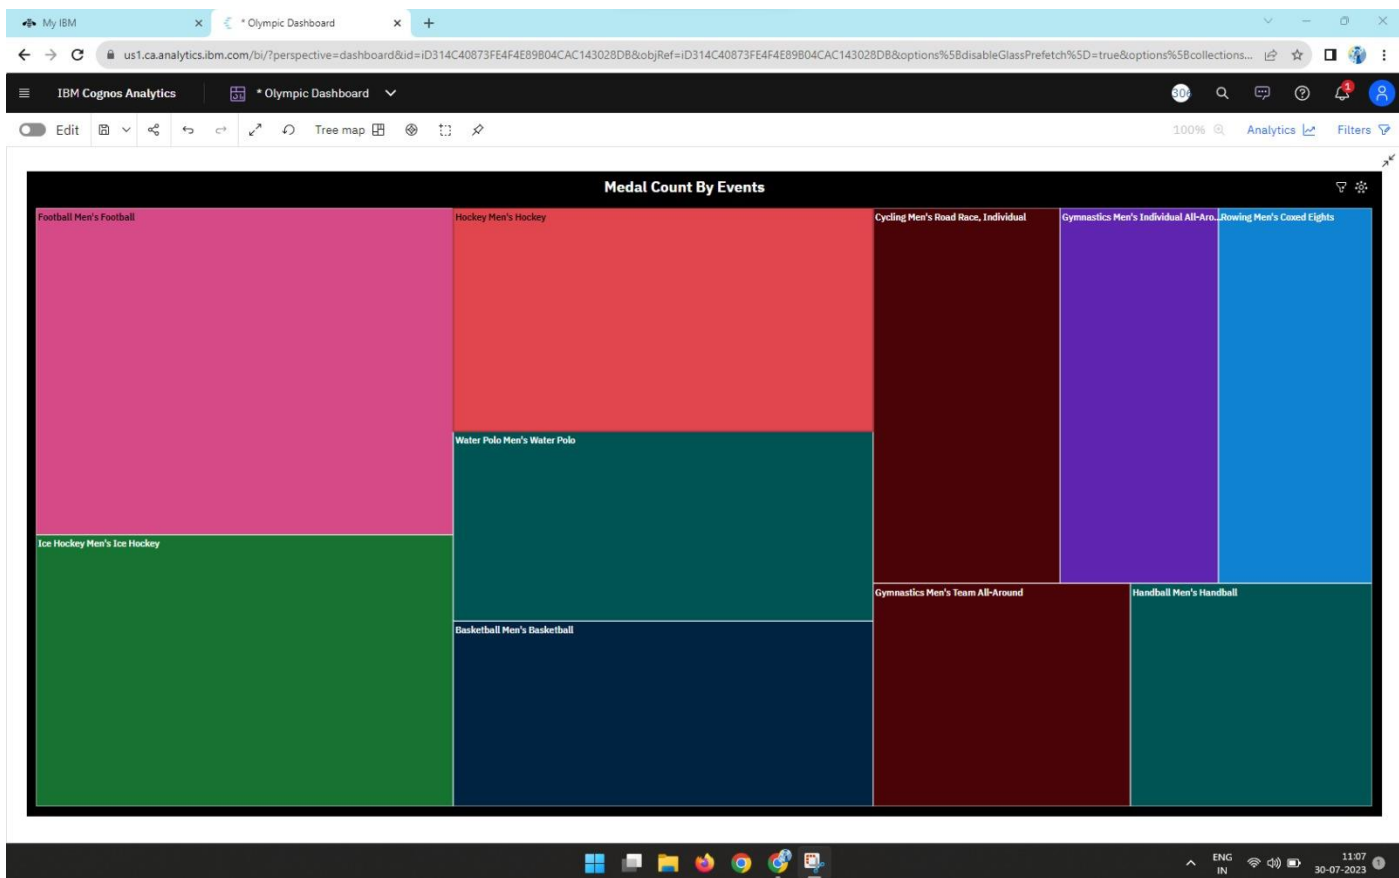 My IBM
* Olympic Dashboard
us1.ca.analytics.ibm.com/bi/?perspective=dashboard&id=iD314C40873FE4F4E89B04CAC143028DB&objRef=iD314C40873FE4F4E89B04CAC143028DB&options%5BdisableGlassPrefetch%5D=true&options%5Bcollections...
IBM Cognos Analytics
* Olympic Dashboard
1
Edit
Tree map
100%
Analytics
Filters
Medal Count By Events
Football Men's Football
Hockey Men's Hockey
Cycling Men's Road Race, Individual
Gymnastics Men's Individual All-Aro...
Rowing Men's Coxed Eights
Water Polo Men's Water Polo
Ice Hockey Men's Ice Hockey
Gymnastics Men's Team All-Around
Handball Men's Handball
Basketball Men's Basketball
ENG
IN
11:07
30-07-2023
1